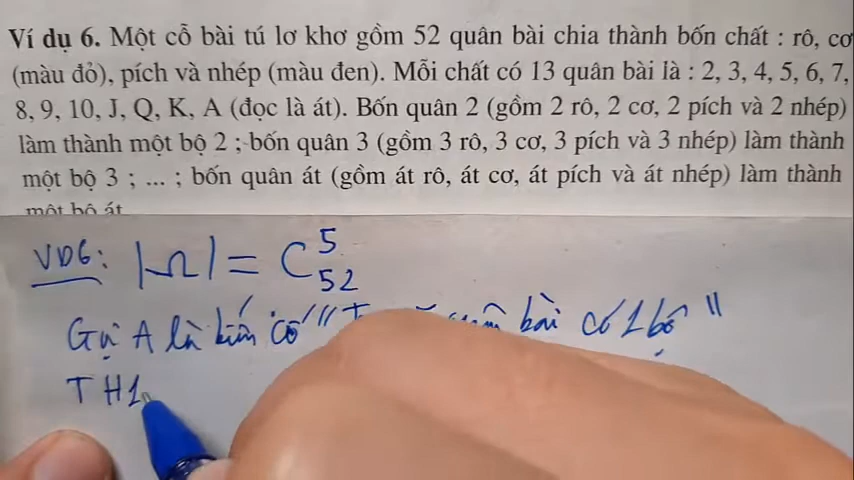 Ví dụ 6. Một cỗ bài tú lơ khơ gồm 52 quân bài chia thành bốn chất : rô, cơ
(màu đỏ), pích và nhép (màu đen). Mỗi chất có 13 quân bài là : 2, 3, 4, 5, 6, 7,
8, 9, 10, J, Q, K, A (đọc là át). Bốn quân 2 (gồm 2 rô, 2 cơ, 2 pích và 2 nhép)
làm thành một bộ 2 ; bốn quân 3 (gồm 3 rô, 3 cơ, 3 pích và 3 nhép) làm thành
một bộ 3 ; ... ; bốn quân át (gồm át rô, át cơ, át pích và át nhép) làm thành
một bộ át
VD6: |Ω| = C⁵₅₂
Gọi A là biến cố " bài có 1 bộ "
TH1